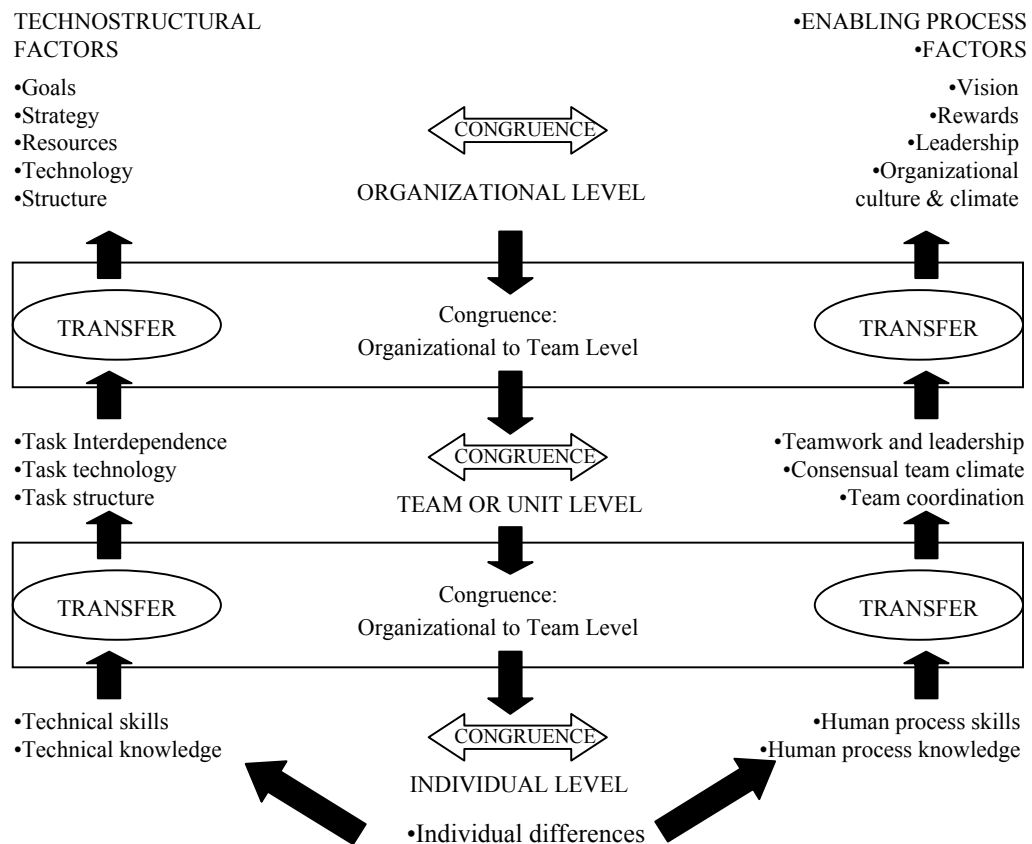 TECHNOSTRUCTURAL
FACTORS
•Goals
•Strategy
•Resources
•Technology
•Structure
CONGRUENCE
ORGANIZATIONAL LEVEL
•ENABLING PROCESS
•FACTORS
•Vision
•Rewards
•Leadership
•Organizational
culture & climate
TRANSFER
Congruence:
Organizational to Team Level
TRANSFER
•Task Interdependence
•Task technology
•Task structure
CONGRUENCE
TEAM OR UNIT LEVEL
•Teamwork and leadership
•Consensual team climate
•Team coordination
TRANSFER
Congruence:
Organizational to Team Level
TRANSFER
•Technical skills
•Technical knowledge
CONGRUENCE
INDIVIDUAL LEVEL
•Human process skills
•Human process knowledge
•Individual differences